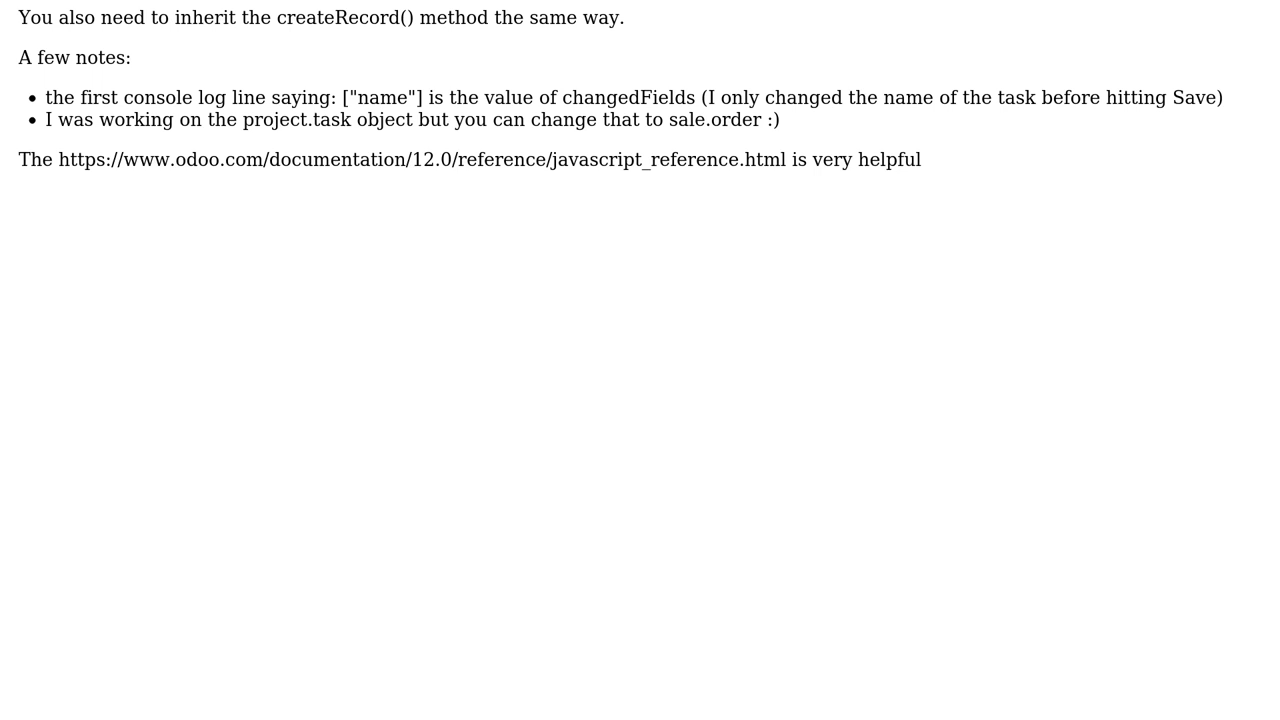 You also need to inherit the createRecord() method the same way.
A few notes:
• the first console log line saying: ["name"] is the value of changedFields (I only changed the name of the task before hitting Save)
• I was working on the project.task object but you can change that to sale.order :)
The https://www.odoo.com/documentation/12.0/reference/javascript_reference.html is very helpful